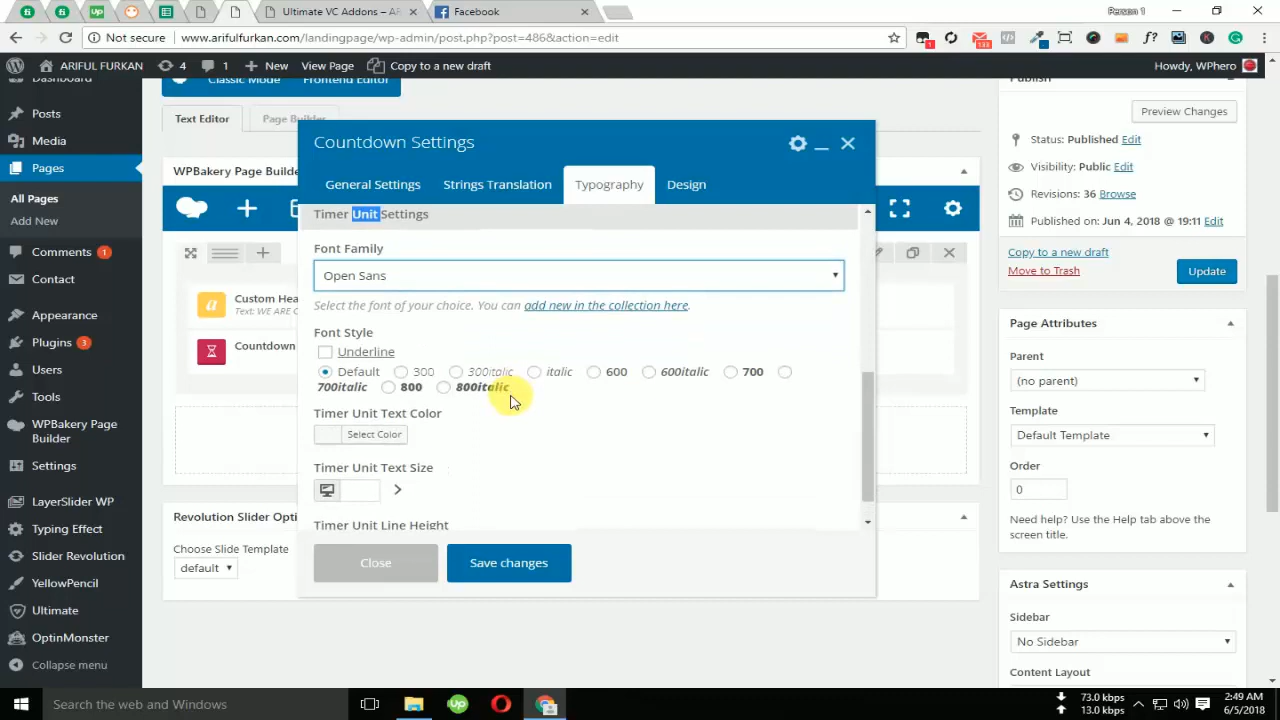 Ultimate VC Addons – AR
Facebook
Person 1
Not secure
www.arifulfurkan.com/landingpage/wp-admin/post.php?post=486&action=edit
1
133
ARIFUL FURKAN
4
1
New
View Page
Copy to a new draft
Howdy, WPhero
Dashboard
Posts
Media
Pages
All Pages
Add New
Comments 1
Contact
Appearance
Plugins 3
Users
Tools
WPBakery Page
Builder
Settings
LayerSlider WP
Typing Effect
Slider Revolution
YellowPencil
Ultimate
OptinMonster
Collapse menu
Classic Mode
Frontend Editor
Text Editor
Page Builder
WPBakery Page Builde
Custom Hea
Text: WE ARE C
Countdown
Revolution Slider Opti
Choose Slide Template
default
Countdown Settings
General Settings
Strings Translation
Typography
Design
Timer Unit Settings
Font Family
Open Sans
Select the font of your choice. You can add new in the collection here.
Font Style
Underline
Default 300 300italic italic 600 600italic 700
700italic 800 800italic
Timer Unit Text Color
Select Color
Timer Unit Text Size
Timer Unit Line Height
Close
Save changes
Publish
Preview Changes
Status: Published Edit
Visibility: Public Edit
Revisions: 36 Browse
Published on: Jun 4, 2018 @ 19:11 Edit
Copy to a new draft
Move to Trash
Update
Page Attributes
Parent
(no parent)
Template
Default Template
Order
0
Need help? Use the Help tab above the
screen title.
Astra Settings
Sidebar
No Sidebar
Content Layout
Search the web and Windows
73.0 kbps
13.0 kbps
2:49 AM
6/5/2018